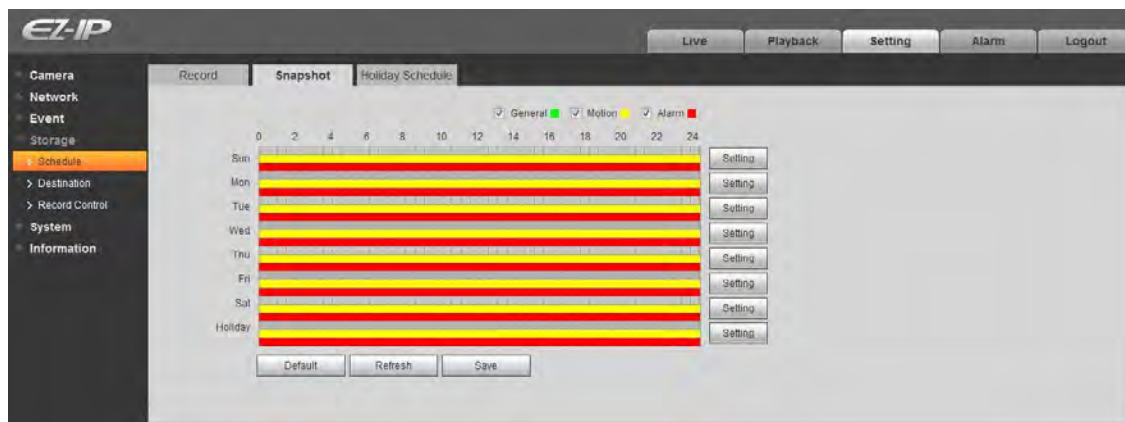 EZ-IP
Live Playback Setting Alarm Logout
Camera
Network
Event
Storage
Schedule
Destination
Record Control
System
Information
Record Snapshot Holiday Schedule
General Motion Alarm
0 2 4 6 8 10 12 14 16 18 20 22 24
Sun Setting
Mon Setting
Tue Setting
Wed Setting
Thu Setting
Fri Setting
Sat Setting
Holiday Setting
Default Refresh Save